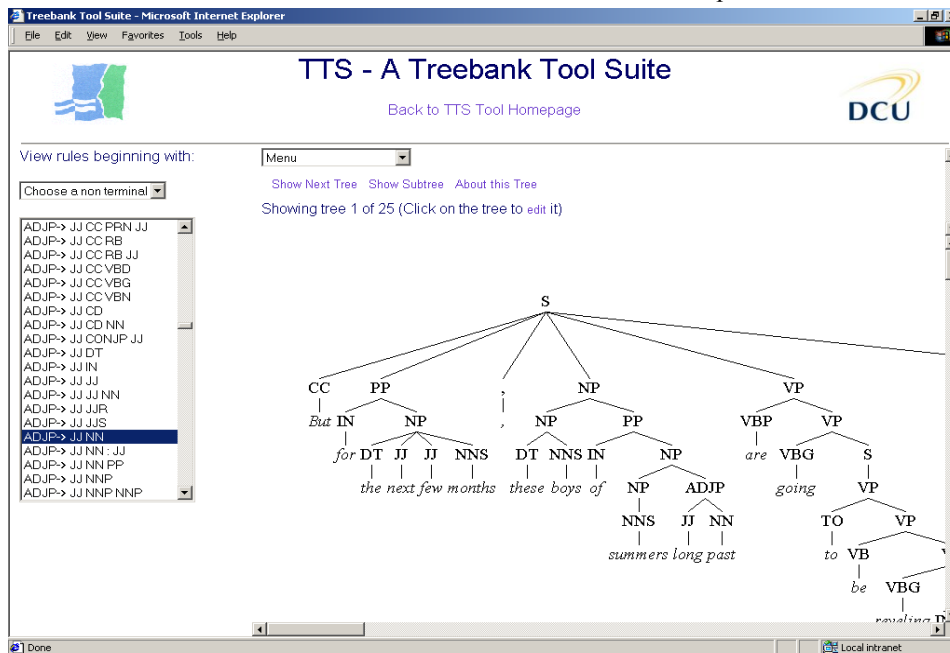 Treebank Tool Suite - Microsoft Internet Explorer
File Edit View Favorites Tools Help
TTS - A Treebank Tool Suite
Back to TTS Tool Homepage
DCU
View rules beginning with:
Choose a non terminal
ADJP-> JJ CC PRN JJ
ADJP-> JJ CC RB
ADJP-> JJ CC RB JJ
ADJP-> JJ CC VBD
ADJP-> JJ CC VBG
ADJP-> JJ CC VBN
ADJP-> JJ CD
ADJP-> JJ CD NN
ADJP-> JJ CONJP JJ
ADJP-> JJ DT
ADJP-> JJ IN
ADJP-> JJ JJ
ADJP-> JJ JJ NN
ADJP-> JJ JJR
ADJP-> JJ JJS
ADJP-> JJ NN
ADJP-> JJ NN : JJ
ADJP-> JJ NN PP
ADJP-> JJ NNP
ADJP-> JJ NNP NNP
Menu
Show Next Tree Show Subtree About this Tree
Showing tree 1 of 25 (Click on the tree to edit it)
S
CC PP , NP VP
But IN NP , NP PP VBP VP
for DT JJ JJ NNS DT NNS IN NP are VBG S
the next few months these boys of NP ADJP going VP
NNS JJ NN TO VP
summers long past to VB
be VBG
reveling
Done
Local intranet